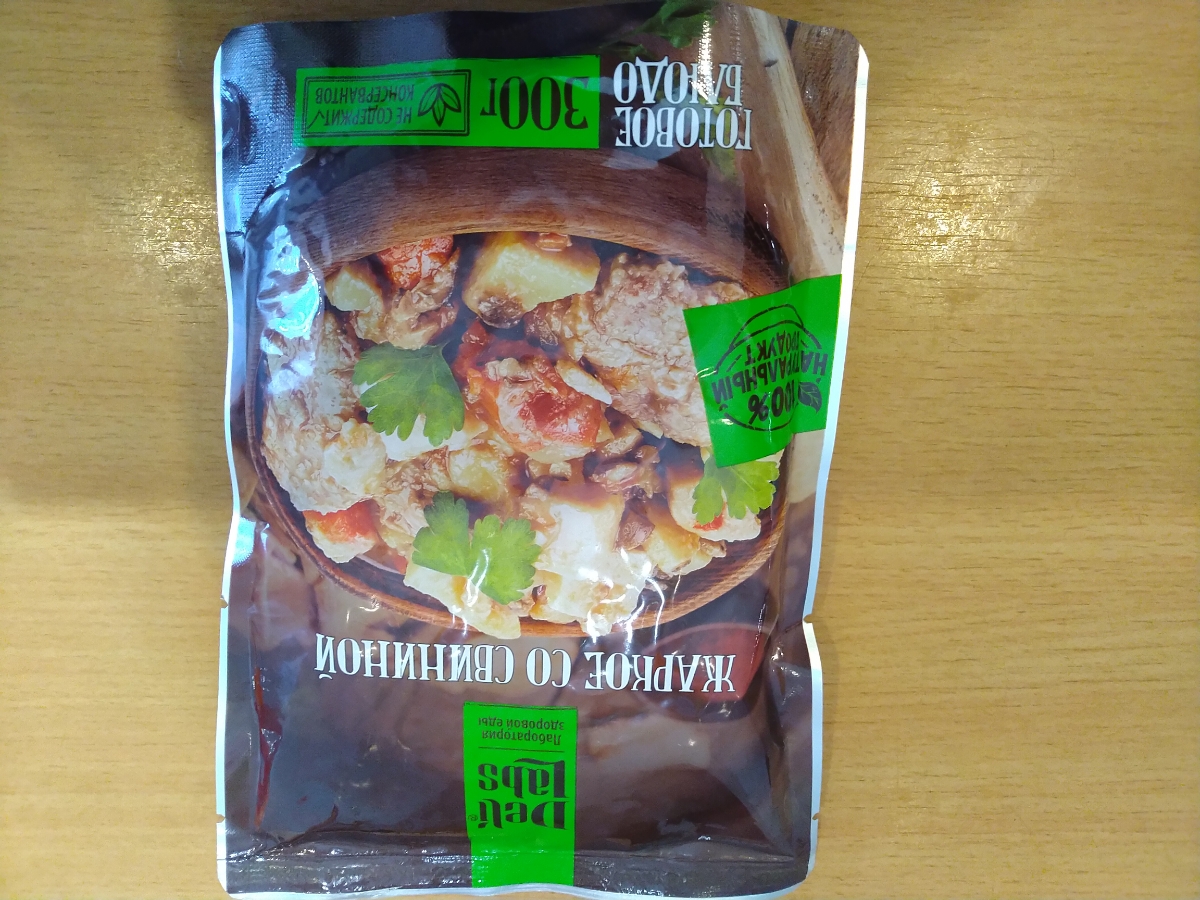 Deli
Labs
Лаборатория
здоровой еды
ЖАРКОЕ СО СВИНИНОЙ
100%
НАТУРАЛЬНЫЙ
ПРОДУКТ
ГОТОВОЕ
БЛЮДО
300г
НЕ СОДЕРЖИТ
КОНСЕРВАНТОВ